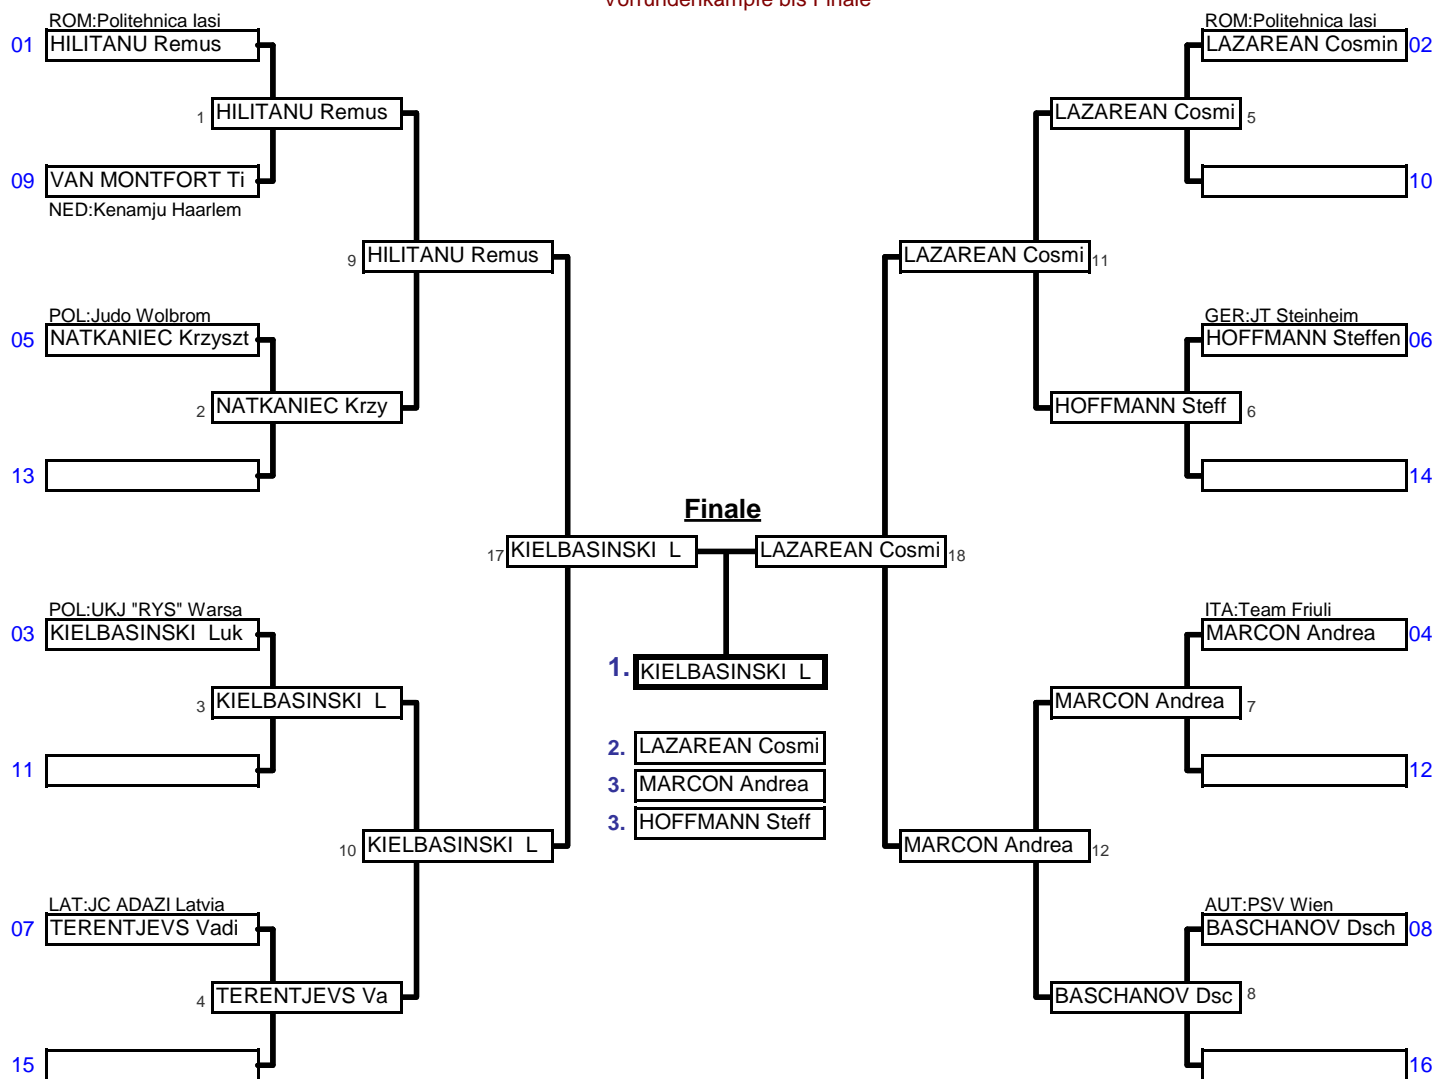 Vorrundenkämpfe bis Finale
ROM:Politehnica Iasi
01 HILITANU Remus
1 HILITANU Remus
09 VAN MONTFORT Ti
NED:Kenamju Haarlem
9 HILITANU Remus
POL:Judo Wolbrom
05 NATKANIEC Krzyszt
2 NATKANIEC Krzy
13
17 KIELBASINSKI L
POL:UKJ "RYS" Warsa
03 KIELBASINSKI Luk
3 KIELBASINSKI L
11
10 KIELBASINSKI L
LAT:JC ADAZI Latvia
07 TERENTJEVS Vadi
4 TERENTJEVS Va
15
Finale
1. KIELBASINSKI L
2. LAZAREAN Cosmi
3. MARCON Andrea
3. HOFFMANN Steff
ROM:Politehnica Iasi
LAZAREAN Cosmin 02
LAZAREAN Cosmi 5
10
LAZAREAN Cosmi 11
GER:JT Steinheim
HOFFMANN Steffen 06
HOFFMANN Steff 6
14
LAZAREAN Cosmi 18
ITA:Team Friuli
MARCON Andrea 04
MARCON Andrea 7
12
MARCON Andrea 12
AUT:PSV Wien
BASCHANOV Dsch 08
BASCHANOV Dsc 8
16